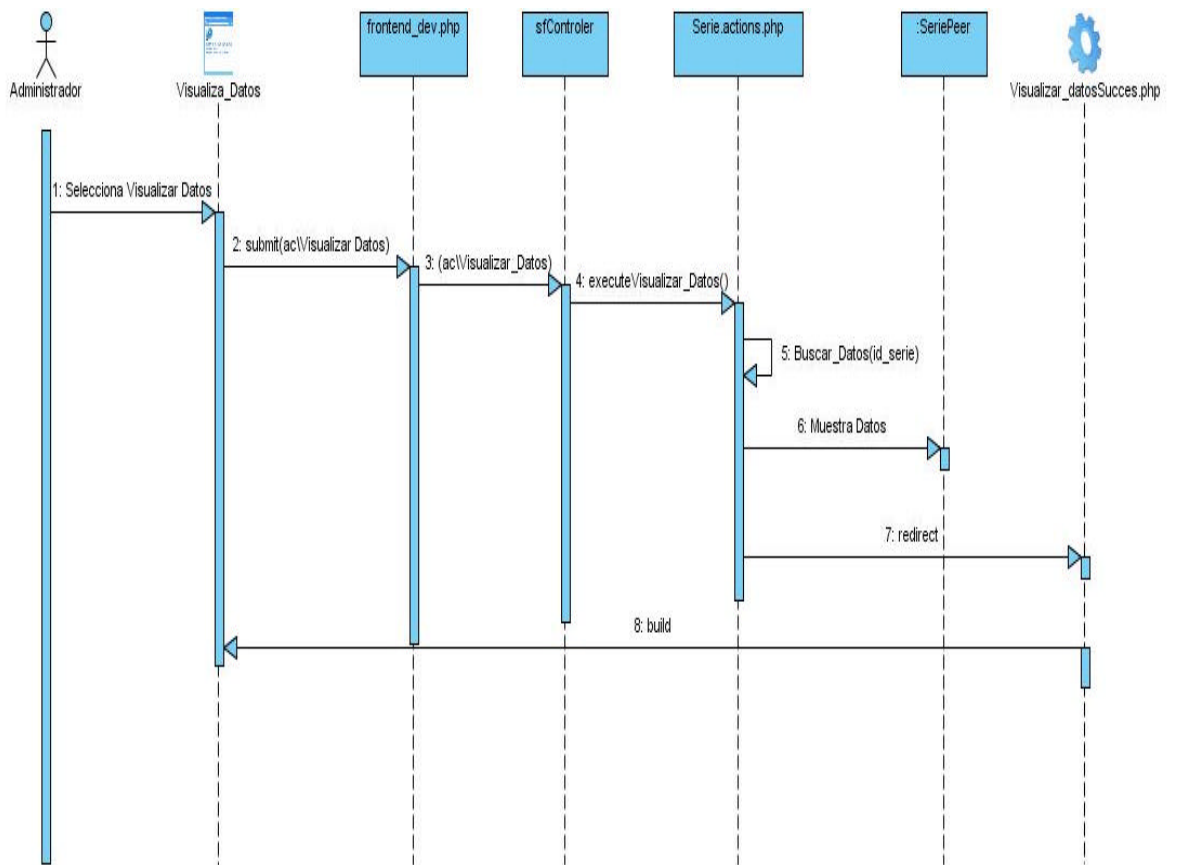 frontend_dev.php
sfControler
Serie.actions.php
:SeriePeer
Administrador
Visualiza_Datos
Visualizar_datosSucces.php
1: Selecciona Visualizar Datos
2: submit(ac\Visualizar Datos)
3: (ac\Visualizar_Datos)
4: executeVisualizar_Datos()
5: Buscar_Datos(id_serie)
6: Muestra Datos
7: redirect
8: build